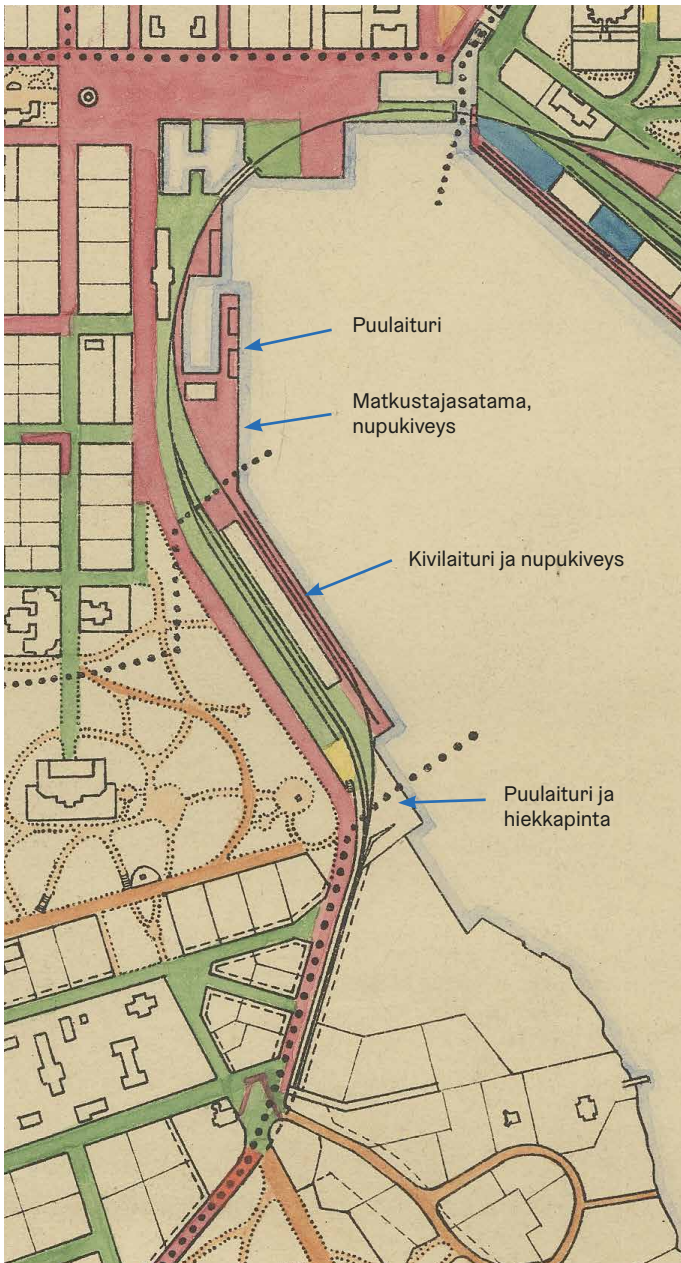 Puulaituri
Matkustajasatama,
nupukiveys
Kivilaituri ja nupukiveys
Puulaituri ja
hiekkapinta